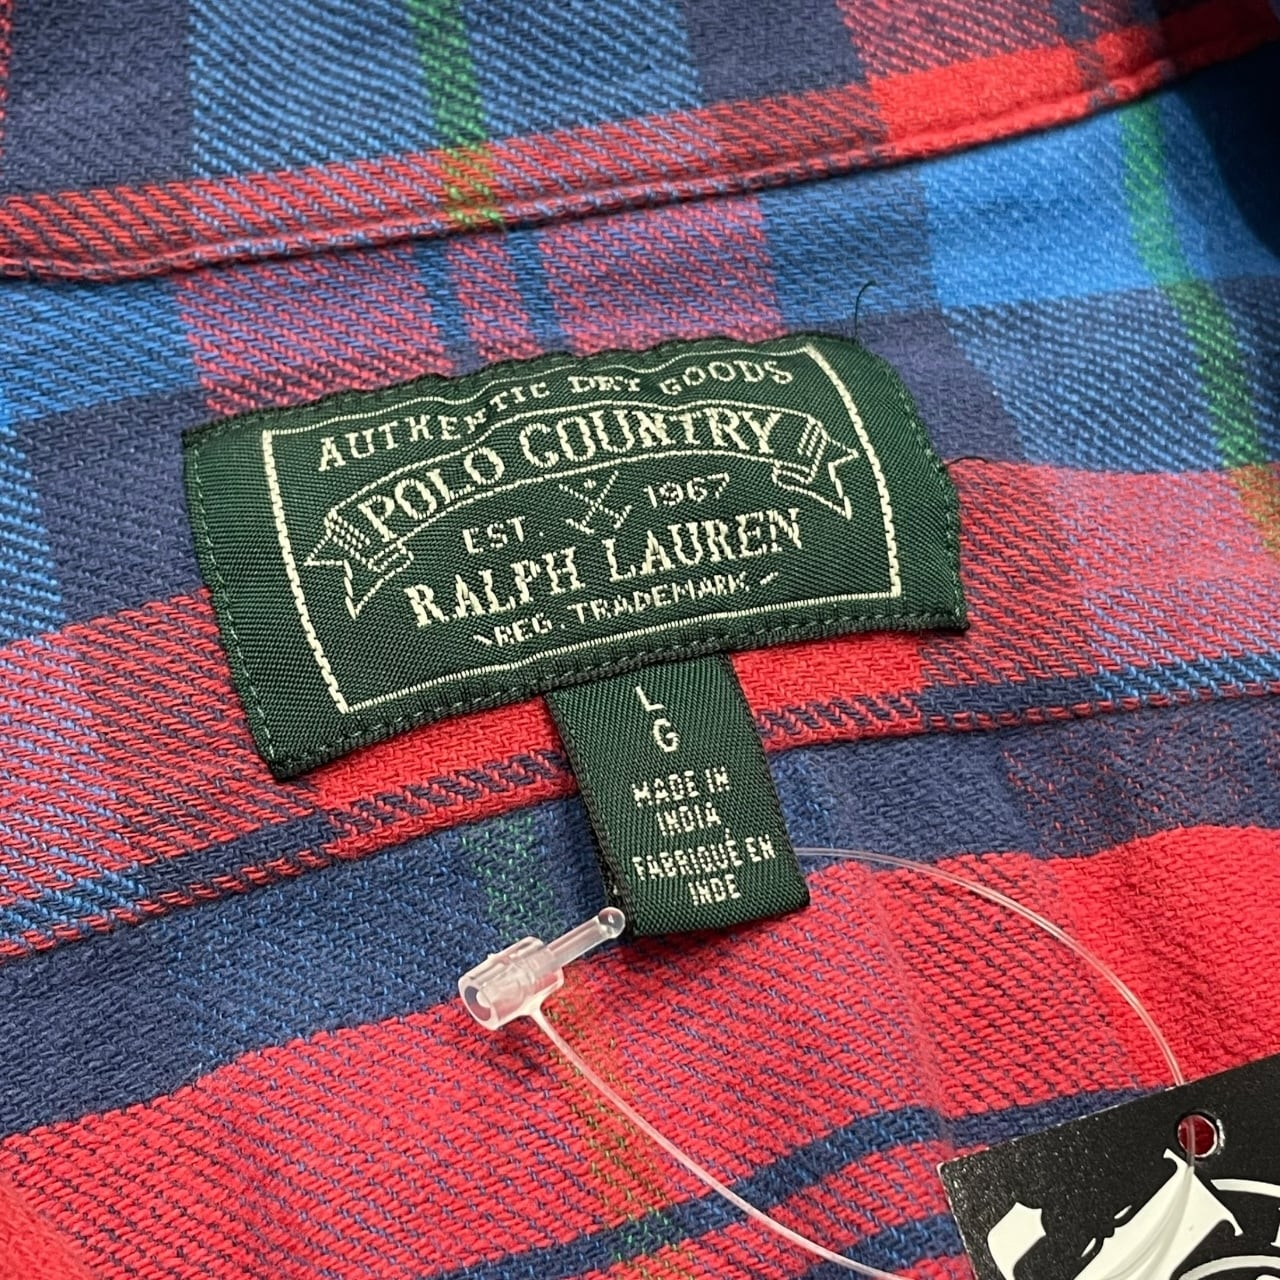 AUTHENTIC DRY GOODS
POLO COUNTRY
EST. 1967
RALPH LAUREN
REG. TRADEMARK
L
G
MADE IN
INDIA
FABRIQUÉ EN
INDE